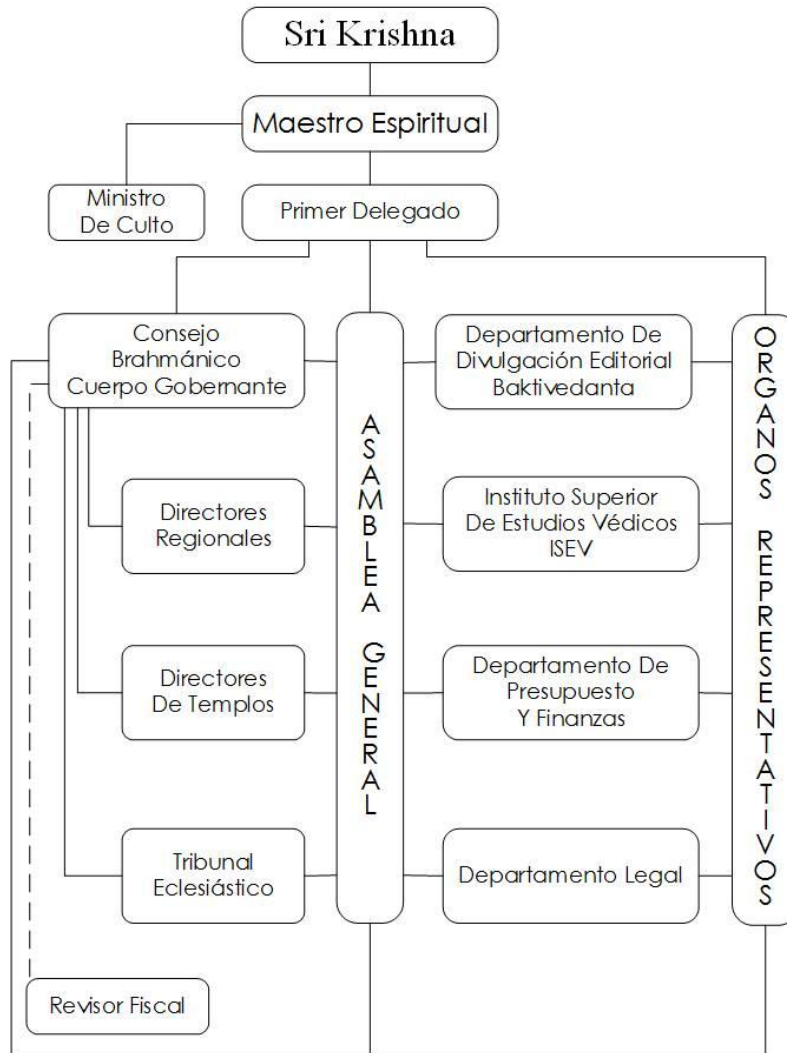 Sri Krishna
Maestro Espiritual
Ministro
De Culto
Primer Delegado
Consejo
Brahmánico
Cuerpo Gobernante
ASAMBLEA GENERAL
Departamento De
Divulgación Editorial
Baktivedanta
ORGANOS REPRESENTATIVOS
Directores
Regionales
Instituto Superior
De Estudios Védicos
ISEV
Directores
De Templos
Departamento De
Presupuesto
Y Finanzas
Tribunal
Eclesiástico
Departamento Legal
Revisor Fiscal